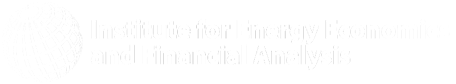 Institute for Energy Economics
and Financial Analysis